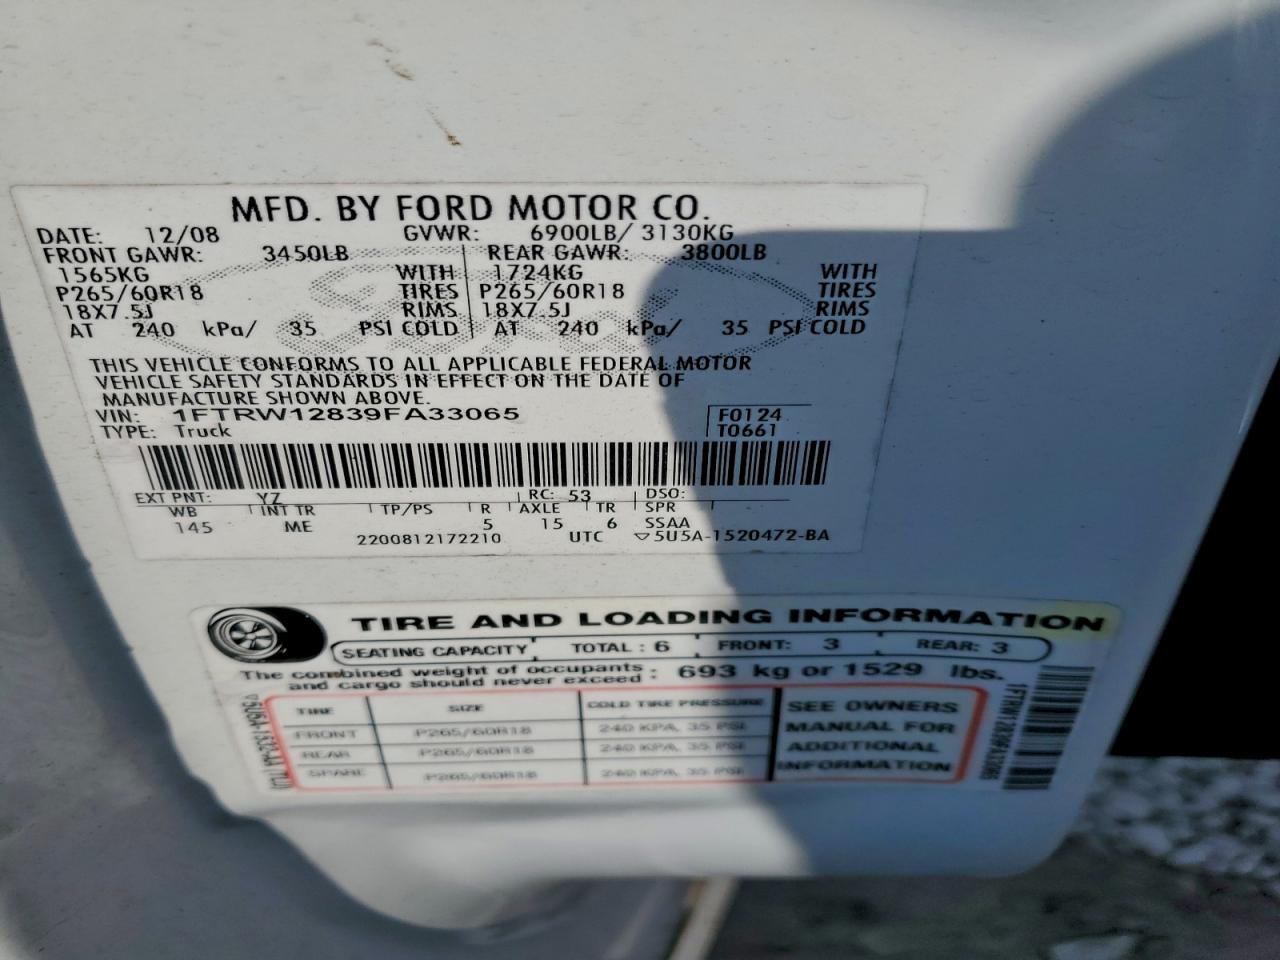 MFD. BY FORD MOTOR CO.
DATE: 12/08 GVWR: 6900LB/ 3130KG
FRONT GAWR: 3450LB REAR GAWR: 3800LB
1565KG WITH 1724KG WITH
P265/60R18 TIRES P265/60R18 TIRES
18X7.5J RIMS 18X7.5J RIMS
AT 240 kPa/ 35 PSI COLD AT 240 kPa/ 35 PSI COLD
THIS VEHICLE CONFORMS TO ALL APPLICABLE FEDERAL MOTOR
VEHICLE SAFETY STANDARDS IN EFFECT ON THE DATE OF
MANUFACTURE SHOWN ABOVE.
VIN: 1FTRW12839FA33065 F0124
TYPE: Truck T0661
EXT PNT: YZ RC: 53 DSO:
WB INT TR TP/PS R AXLE TR SPR
145 ME 5 15 6 SSAA
2200812172210 UTC ▽5U5A-1520472-BA
TIRE AND LOADING INFORMATION
SEATING CAPACITY TOTAL : 6 FRONT: 3 REAR: 3
The combined weight of occupants and cargo should never exceed : 693 kg or 1529 lbs.
TIRE SIZE COLD TIRE PRESSURE SEE OWNERS
FRONT P265/60R18 240 KPA, 35 PSI MANUAL FOR
REAR P265/60R18 240 KPA, 35 PSI ADDITIONAL
SPARE P265/60R18 240 KPA, 35 PSI INFORMATION
1FTRW12839FA33065